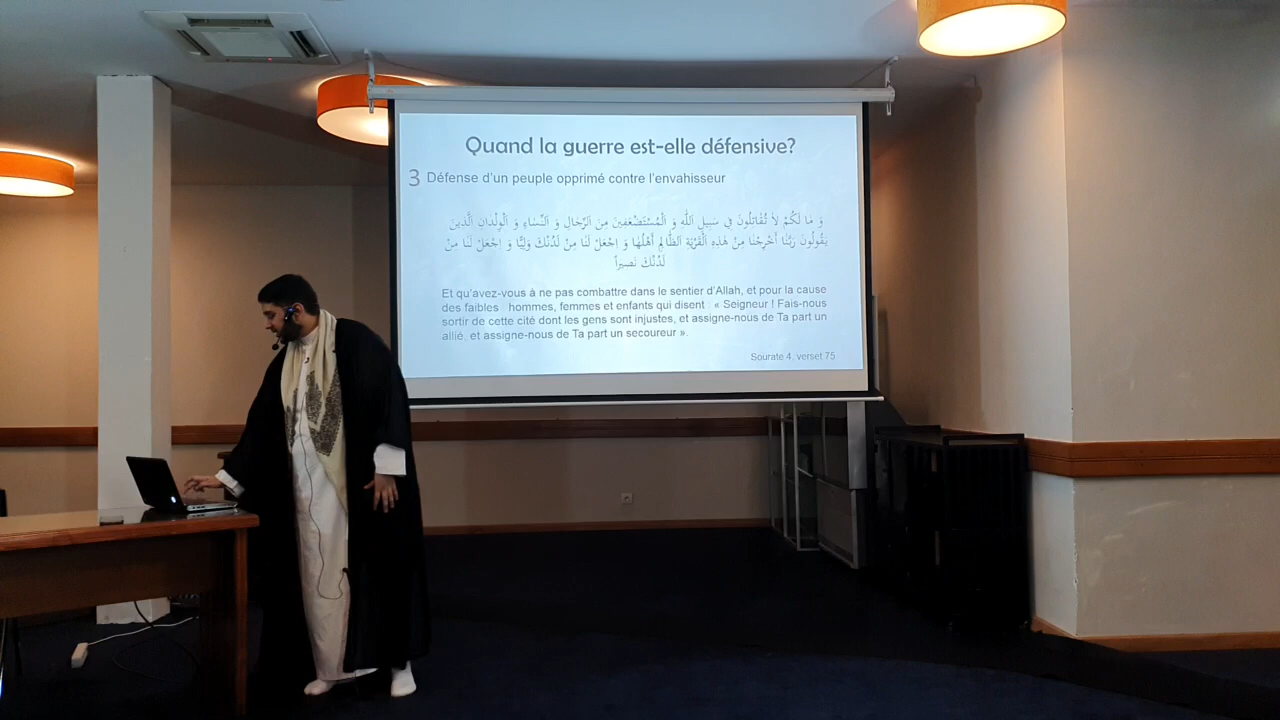 Quand la guerre est-elle défensive?
3 Défense d'un peuple opprimé contre l'envahisseur
وَ مَا لَكُمْ لاَ تُقَاتِلُونَ فِي سَبِيلِ اللَّهِ وَ الْمُسْتَضْعَفِينَ مِنَ الرِّجَالِ وَ النِّسَاءِ وَ الْوِلْدَانِ الَّذِينَ
يَقُولُونَ رَبَّنَا أَخْرِجْنَا مِنْ هَذِهِ الْقَرْيَةِ الظَّالِمِ أَهْلُهَا وَ اجْعَلْ لَنَا مِنْ لَدُنْكَ وَلِيًّا وَ اجْعَلْ لَنَا مِنْ
لَدُنْكَ نَصِيراً
Et qu'avez-vous à ne pas combattre dans le sentier d'Allah, et pour la cause
des faibles : hommes, femmes et enfants qui disent : « Seigneur ! Fais-nous
sortir de cette cité dont les gens sont injustes, et assigne-nous de Ta part un
allié, et assigne-nous de Ta part un secoureur ».
Sourate 4, verset 75